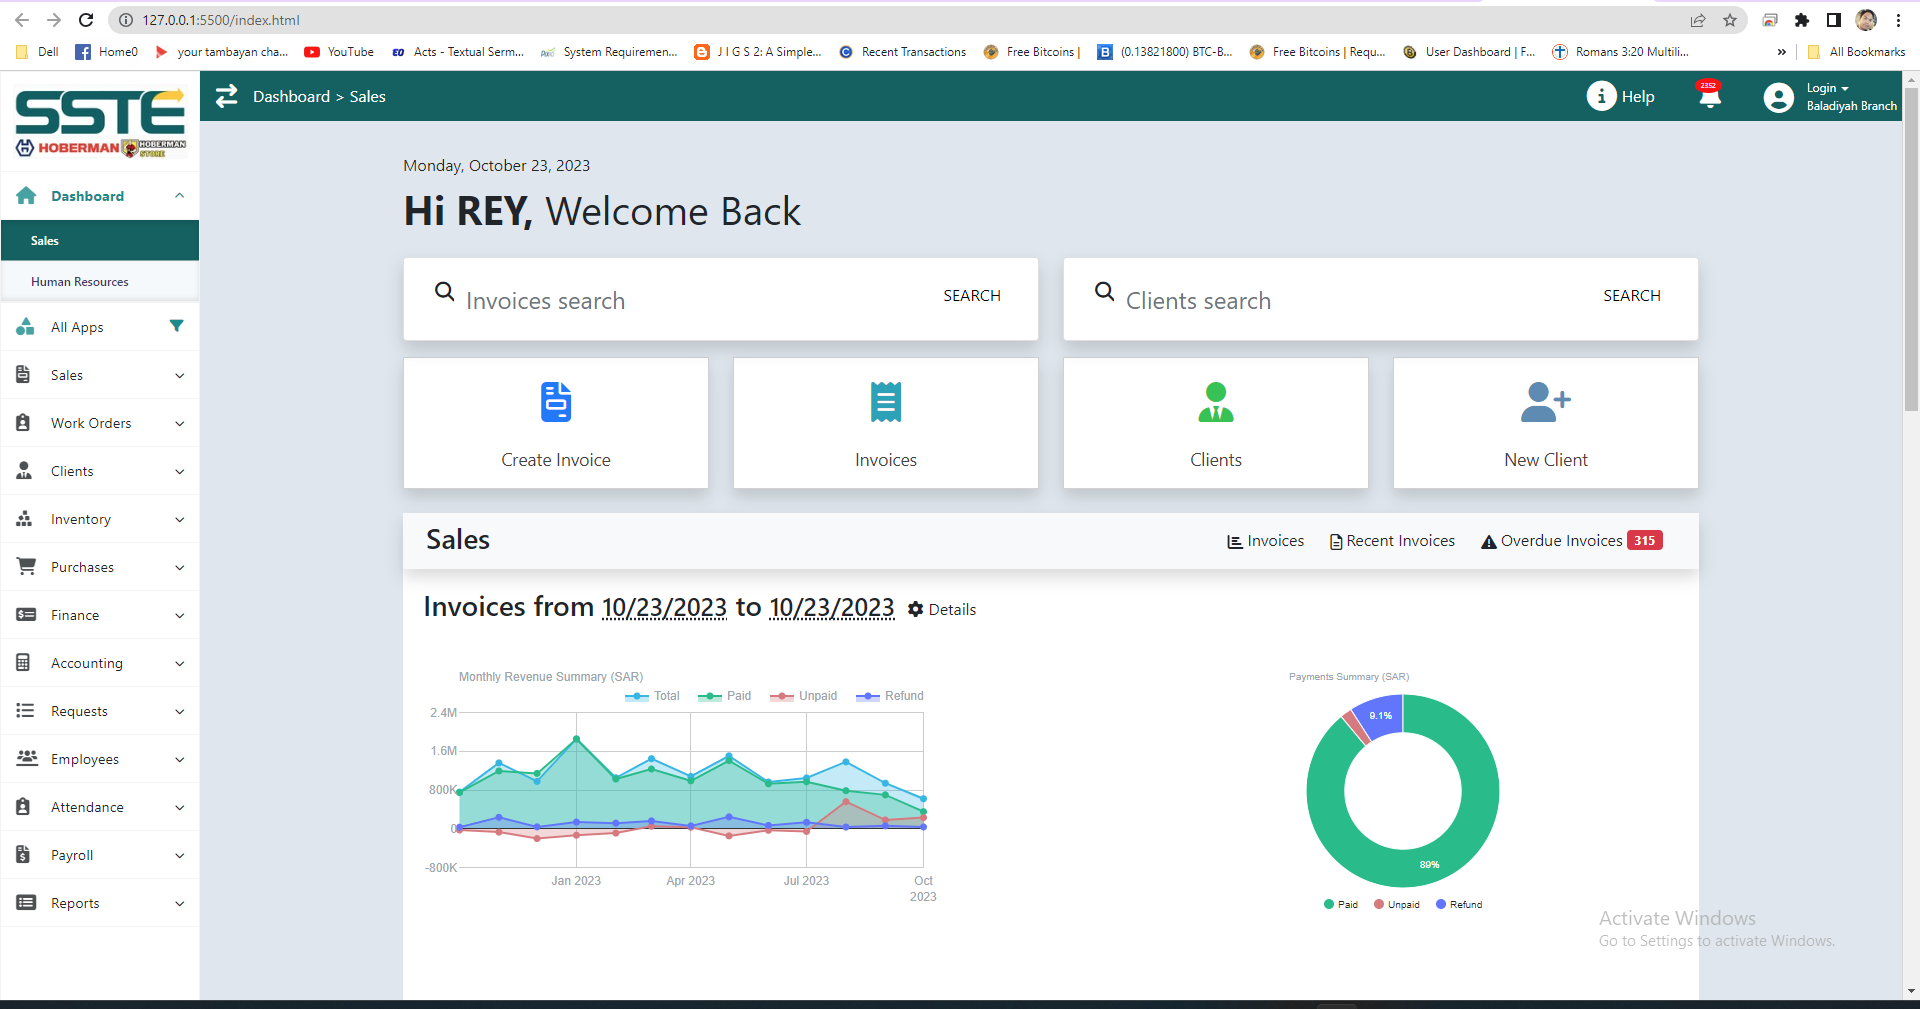 127.0.0.1:5500/index.html
Dell
Home0
your tambayan cha...
YouTube
Acts - Textual Serm...
System Requiremen...
J I G S 2: A Simple...
Recent Transactions
Free Bitcoins |
(0.13821800) BTC-B...
Free Bitcoins | Requ...
User Dashboard | F...
Romans 3:20 Multili...
»
All Bookmarks
SSTE
HOBERMAN
HOBERMAN STORE
Dashboard > Sales
Help
2352
Login
Baladiyah Branch
Dashboard
Sales
Human Resources
All Apps
Sales
Work Orders
Clients
Inventory
Purchases
Finance
Accounting
Requests
Employees
Attendance
Payroll
Reports
Monday, October 23, 2023
Hi REY, Welcome Back
Invoices search
SEARCH
Clients search
SEARCH
Create Invoice
Invoices
Clients
New Client
Sales
Invoices
Recent Invoices
Overdue Invoices 315
Invoices from 10/23/2023 to 10/23/2023 Details
Monthly Revenue Summary (SAR)
Total
Paid
Unpaid
Refund
2.4M
1.6M
800K
0
-800K
Jan 2023
Apr 2023
Jul 2023
Oct
2023
Payments Summary (SAR)
9.1%
89%
Paid
Unpaid
Refund
Activate Windows
Go to Settings to activate Windows.